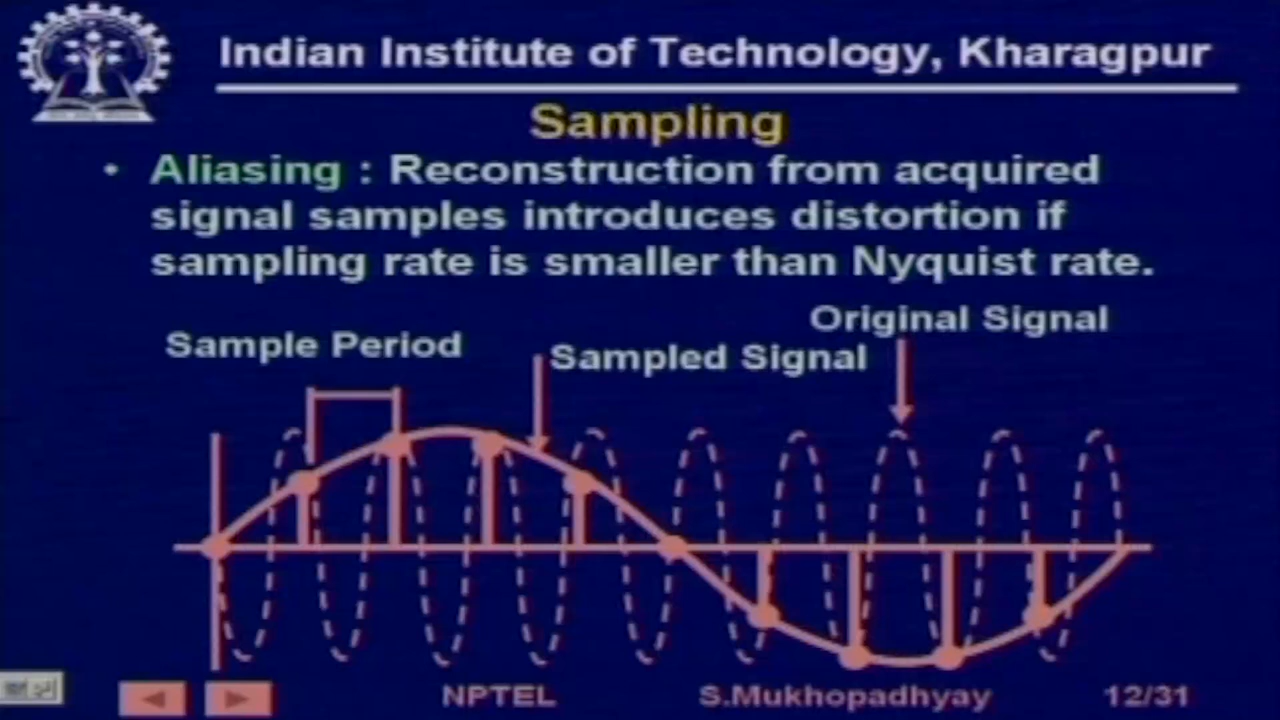 Indian Institute of Technology, Kharagpur
Sampling
• Aliasing : Reconstruction from acquired
signal samples introduces distortion if
sampling rate is smaller than Nyquist rate.
Original Signal
Sample Period
Sampled Signal
NPTEL
S.Mukhopadhyay
12/31